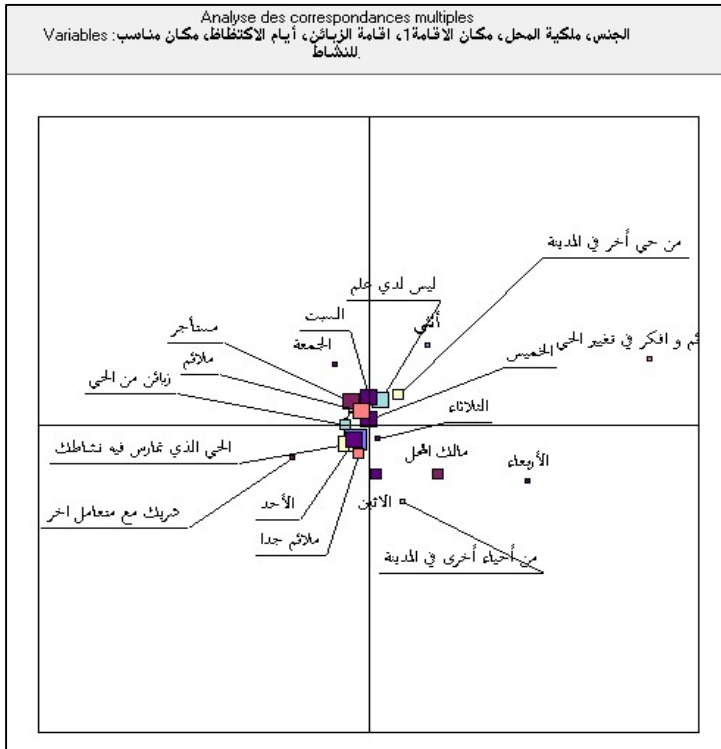 Analyse des correspondances multiples
Variables : الجنس، ملكية المحل، مكان الاقامة1، اقامة الزبائن، أيام الاكتظاظ، مكان مناسب
للنشاط.
من حي أخر في المدينة
ليس لدي علم
السبت
أنثى
مستأجر
الجمعة
ئم و افكر في تغيير الحي
الخميس
ملائم
زبائن من الحي
الثلاثاء
الحي الذي تمارس فيه نشاطك
مالك المحل
الأربعاء
شريك مع متعامل اخر
الأحد
الاثنين
ملائم جدا
من أحياء أخرى في المدينة